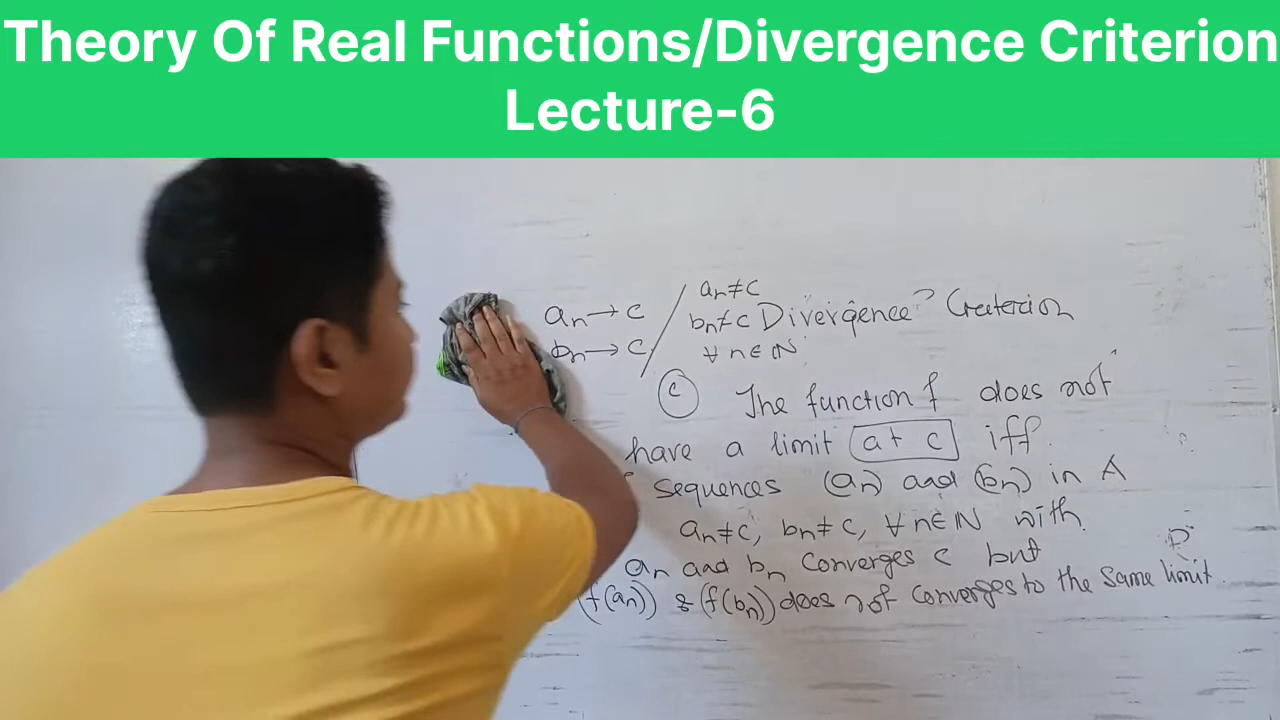 Theory Of Real Functions/Divergence Criterion
Lecture-6
an→c / an≠c
bn→c bn≠c Divergence? Creterion
∀ n∈ℕ
(c) The function f does not
have a limit at c iff
sequences (an) and (bn) in A
an≠c, bn≠c, ∀ n∈ℕ with
an and bn Converges c but
(f(an)) & (f(bn)) does not converges to the same limit.